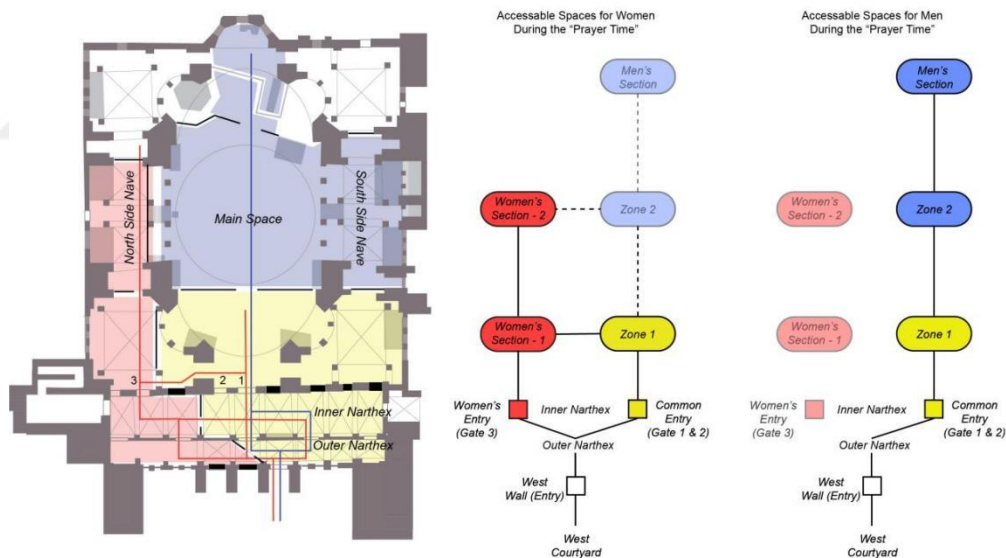 North Side Nave
Main Space
South Side Nave
3
2
1
Inner Narthex
Outer Narthex
Accessable Spaces for Women
During the “Prayer Time”
Men's
Section
Women's
Section - 2
Zone 2
Women's
Section - 1
Zone 1
Women's
Entry
(Gate 3)
Inner Narthex
Common
Entry
(Gate 1 & 2)
Outer Narthex
West
Wall (Entry)
West
Courtyard
Accessable Spaces for Men
During the “Prayer Time”
Men's
Section
Women's
Section - 2
Zone 2
Women's
Section - 1
Zone 1
Women's
Entry
(Gate 3)
Inner Narthex
Common
Entry
(Gate 1 & 2)
Outer Narthex
West
Wall (Entry)
West
Courtyard